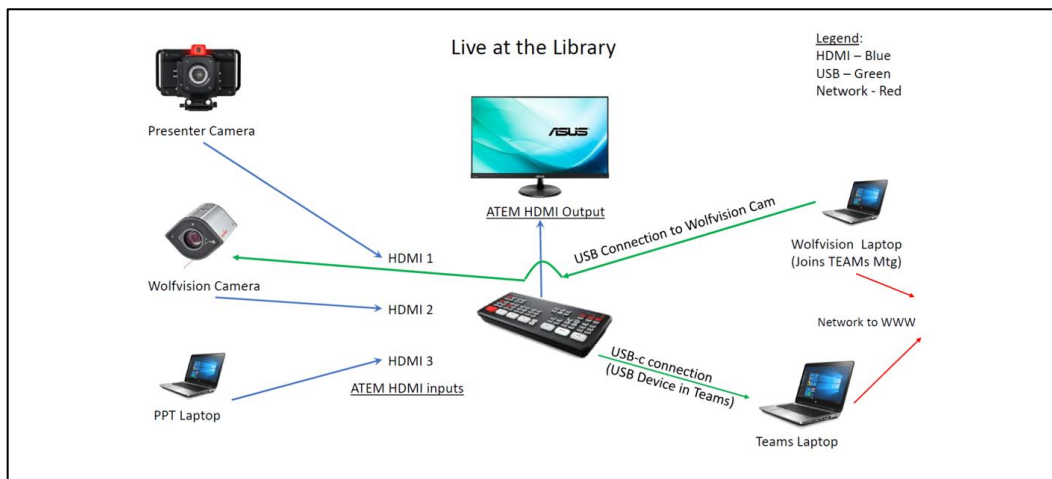 Live at the Library
Legend:
HDMI – Blue
USB – Green
Network - Red
B
Presenter Camera
ASUS
ATEM HDMI Output
USB Connection to Wolfvision Cam
Wolfvision Laptop
(Joins TEAMs Mtg)
HDMI 1
Wolfvision Camera
HDMI 2
Network to WWW
HDMI 3
USB-c connection
(USB Device in Teams)
ATEM HDMI inputs
PPT Laptop
Teams Laptop